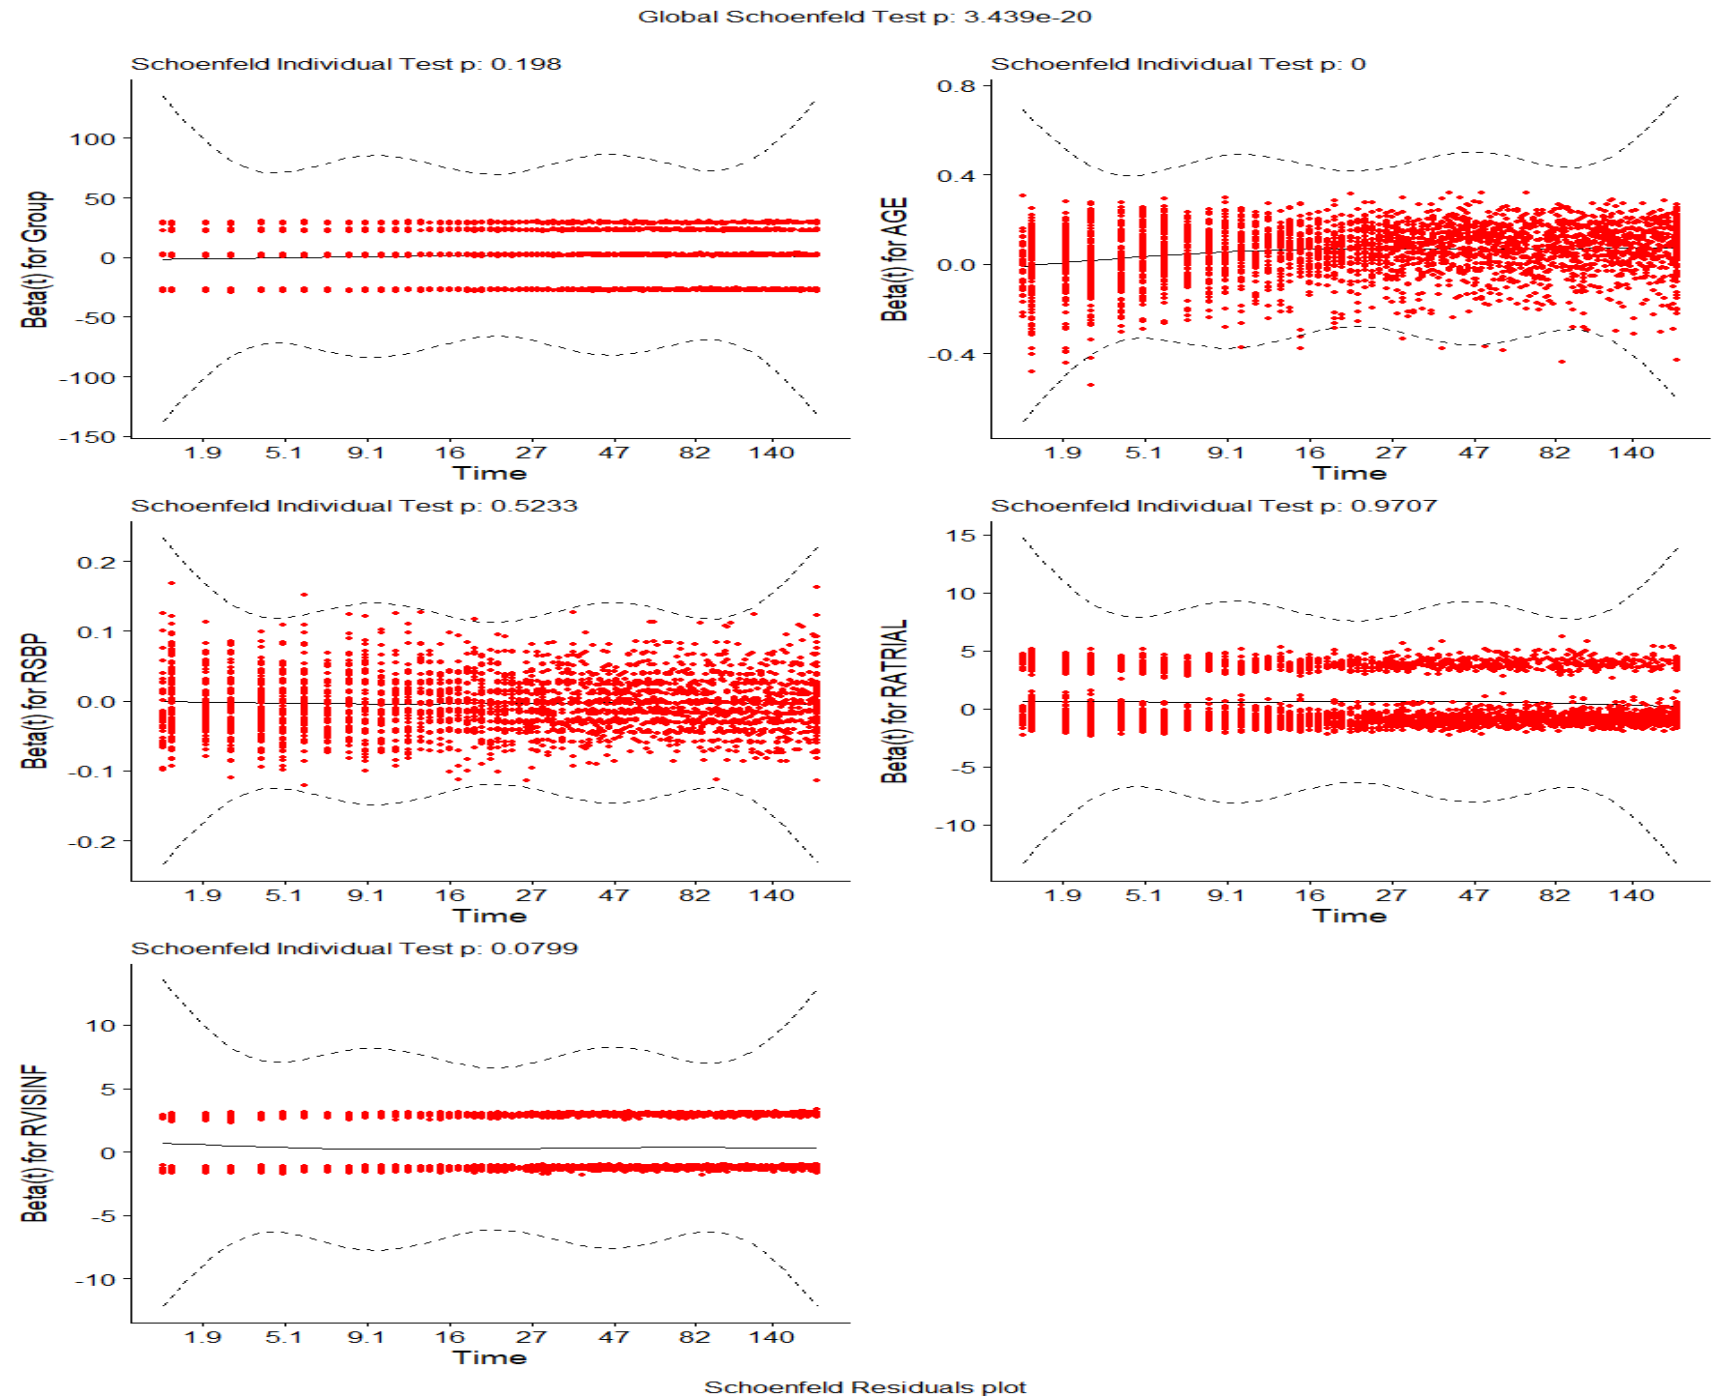 Global Schoenfeld Test p: 3.439e-20
Schoenfeld Individual Test p: 0.198
100
50
0
-50
-100
-150
Beta(t) for Group
1.9 5.1 9.1 16 27 47 82 140
Time
Schoenfeld Individual Test p: 0
0.8
0.4
0.0
-0.4
Beta(t) for AGE
1.9 5.1 9.1 16 27 47 82 140
Time
Schoenfeld Individual Test p: 0.5233
0.2
0.1
0.0
-0.1
-0.2
Beta(t) for RSBP
1.9 5.1 9.1 16 27 47 82 140
Time
Schoenfeld Individual Test p: 0.9707
15
10
5
0
-5
-10
Beta(t) for RATRIAL
1.9 5.1 9.1 16 27 47 82 140
Time
Schoenfeld Individual Test p: 0.0799
10
5
0
-5
-10
Beta(t) for RVISINF
1.9 5.1 9.1 16 27 47 82 140
Time
Schoenfeld Residuals plot